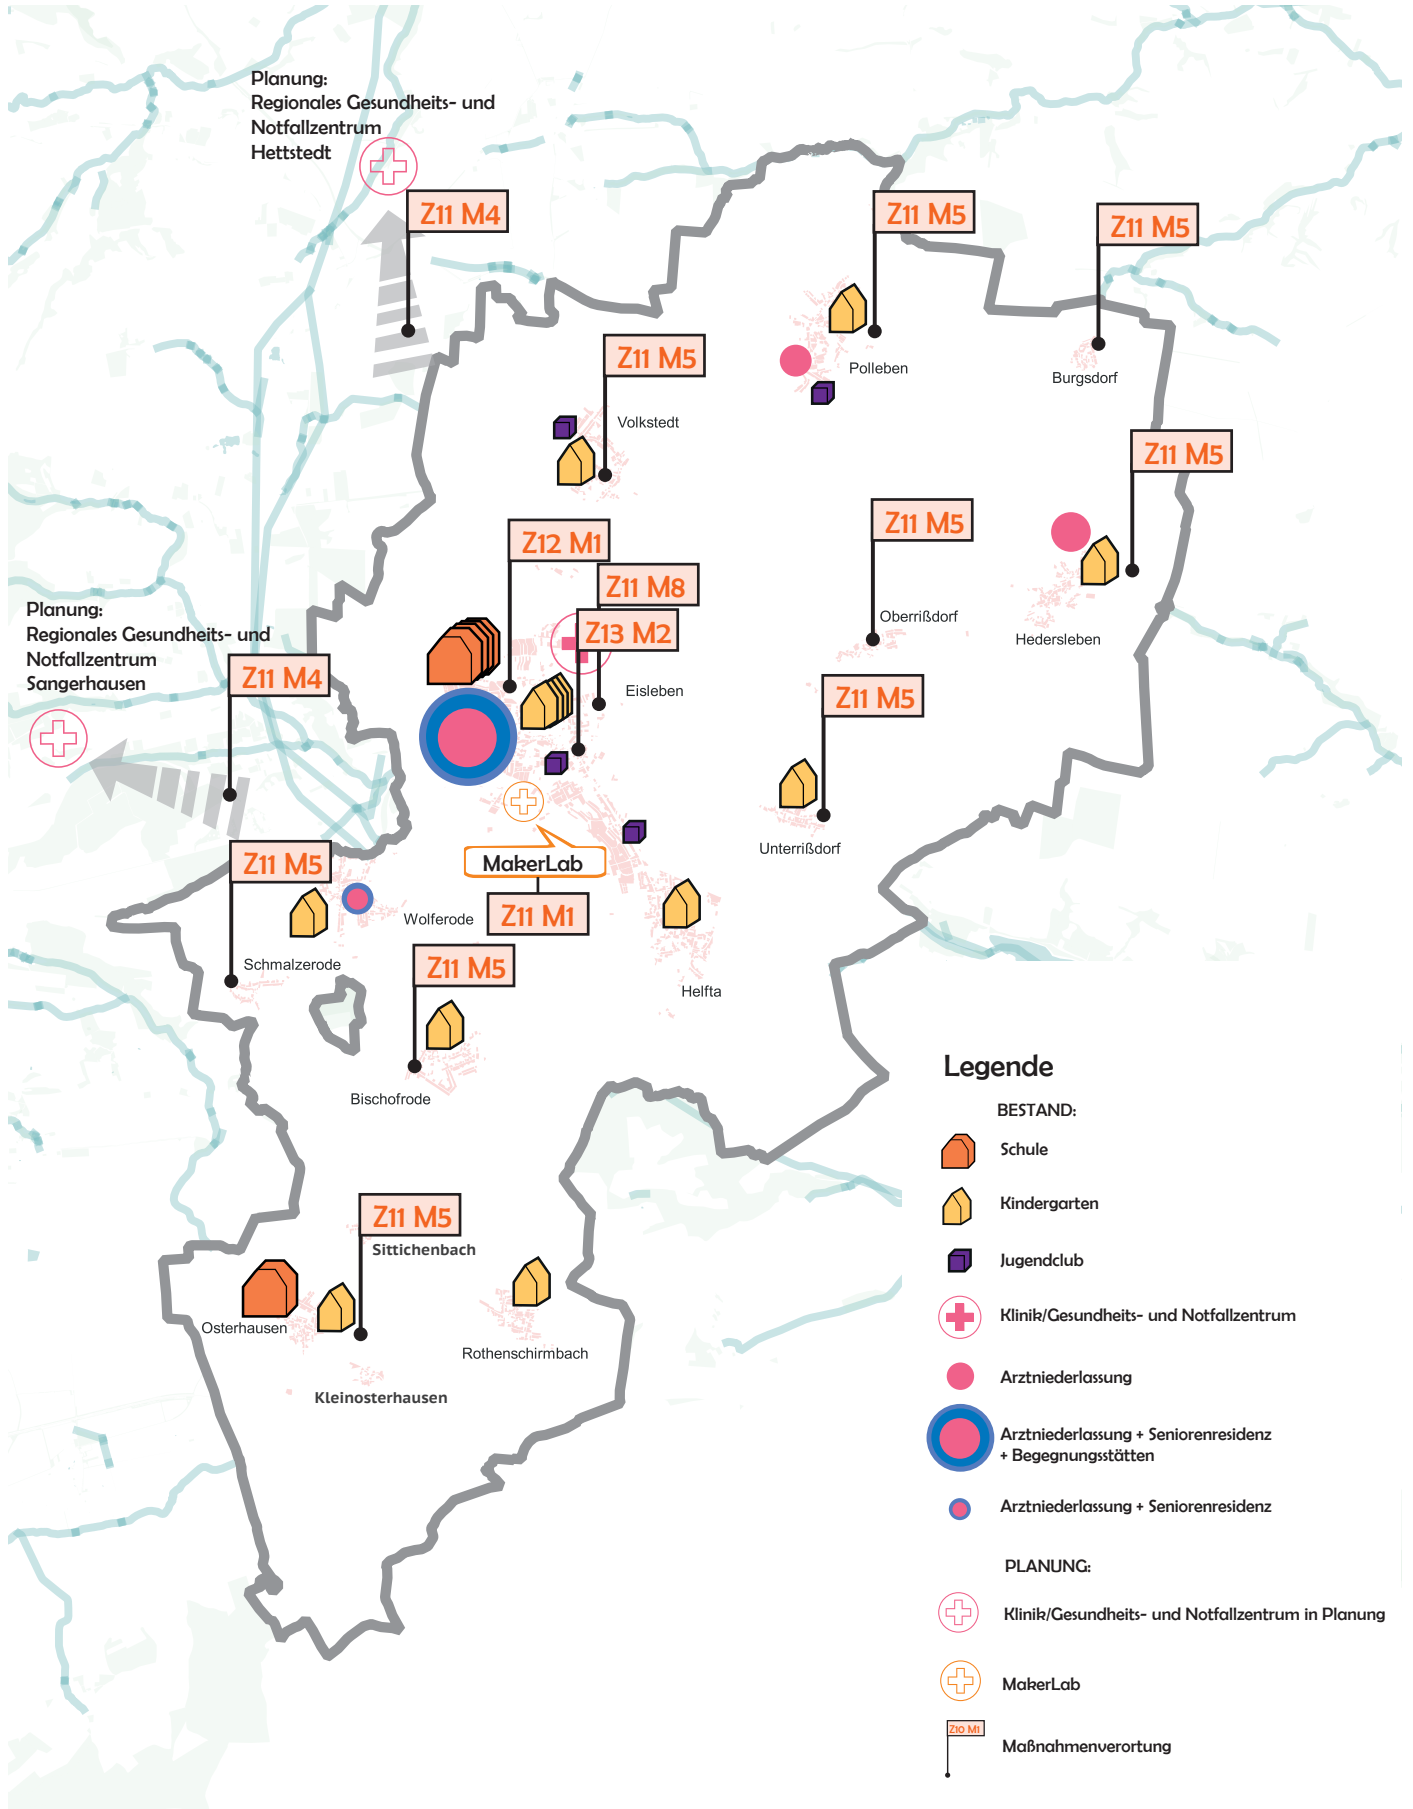 Planung:
Regionales Gesundheits- und
Notfallzentrum
Hettstedt
Z11 M4
Z11 M5
Z11 M5
Z11 M5
Polleben
Burgsdorf
Volkstedt
Z11 M5
Z11 M5
Z12 M1
Z11 M8
Z13 M2
Oberrißdorf
Hedersleben
Planung:
Regionales Gesundheits- und
Notfallzentrum
Sangerhausen
Z11 M4
Eisleben
Z11 M5
Unterrißdorf
MakerLab
Z11 M1
Z11 M5
Wolferode
Schmalzerode
Z11 M5
Helfta
Bischofrode
Z11 M5
Sittichenbach
Osterhausen
Rothenschirmbach
Kleinosterhausen
Legende
BESTAND:
Schule
Kindergarten
Jugendclub
Klinik/Gesundheits- und Notfallzentrum
Arztniederlassung
Arztniederlassung + Seniorenresidenz
+ Begegnungsstätten
Arztniederlassung + Seniorenresidenz
PLANUNG:
Klinik/Gesundheits- und Notfallzentrum in Planung
MakerLab
Z10 M1
Maßnahmenverortung